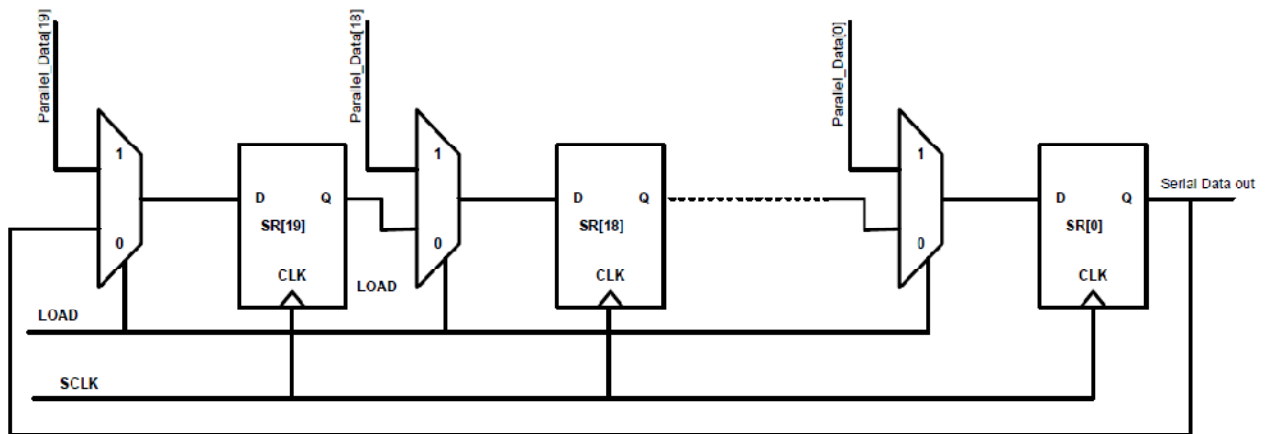 Parallel_Data[19]
Parallel_Data[18]
Parallel_Data[0]
1
1
1
Serial Data out
D
Q
D
Q
D
Q
SR[19]
SR[18]
SR[0]
0
0
0
CLK
CLK
CLK
LOAD
LOAD
SCLK